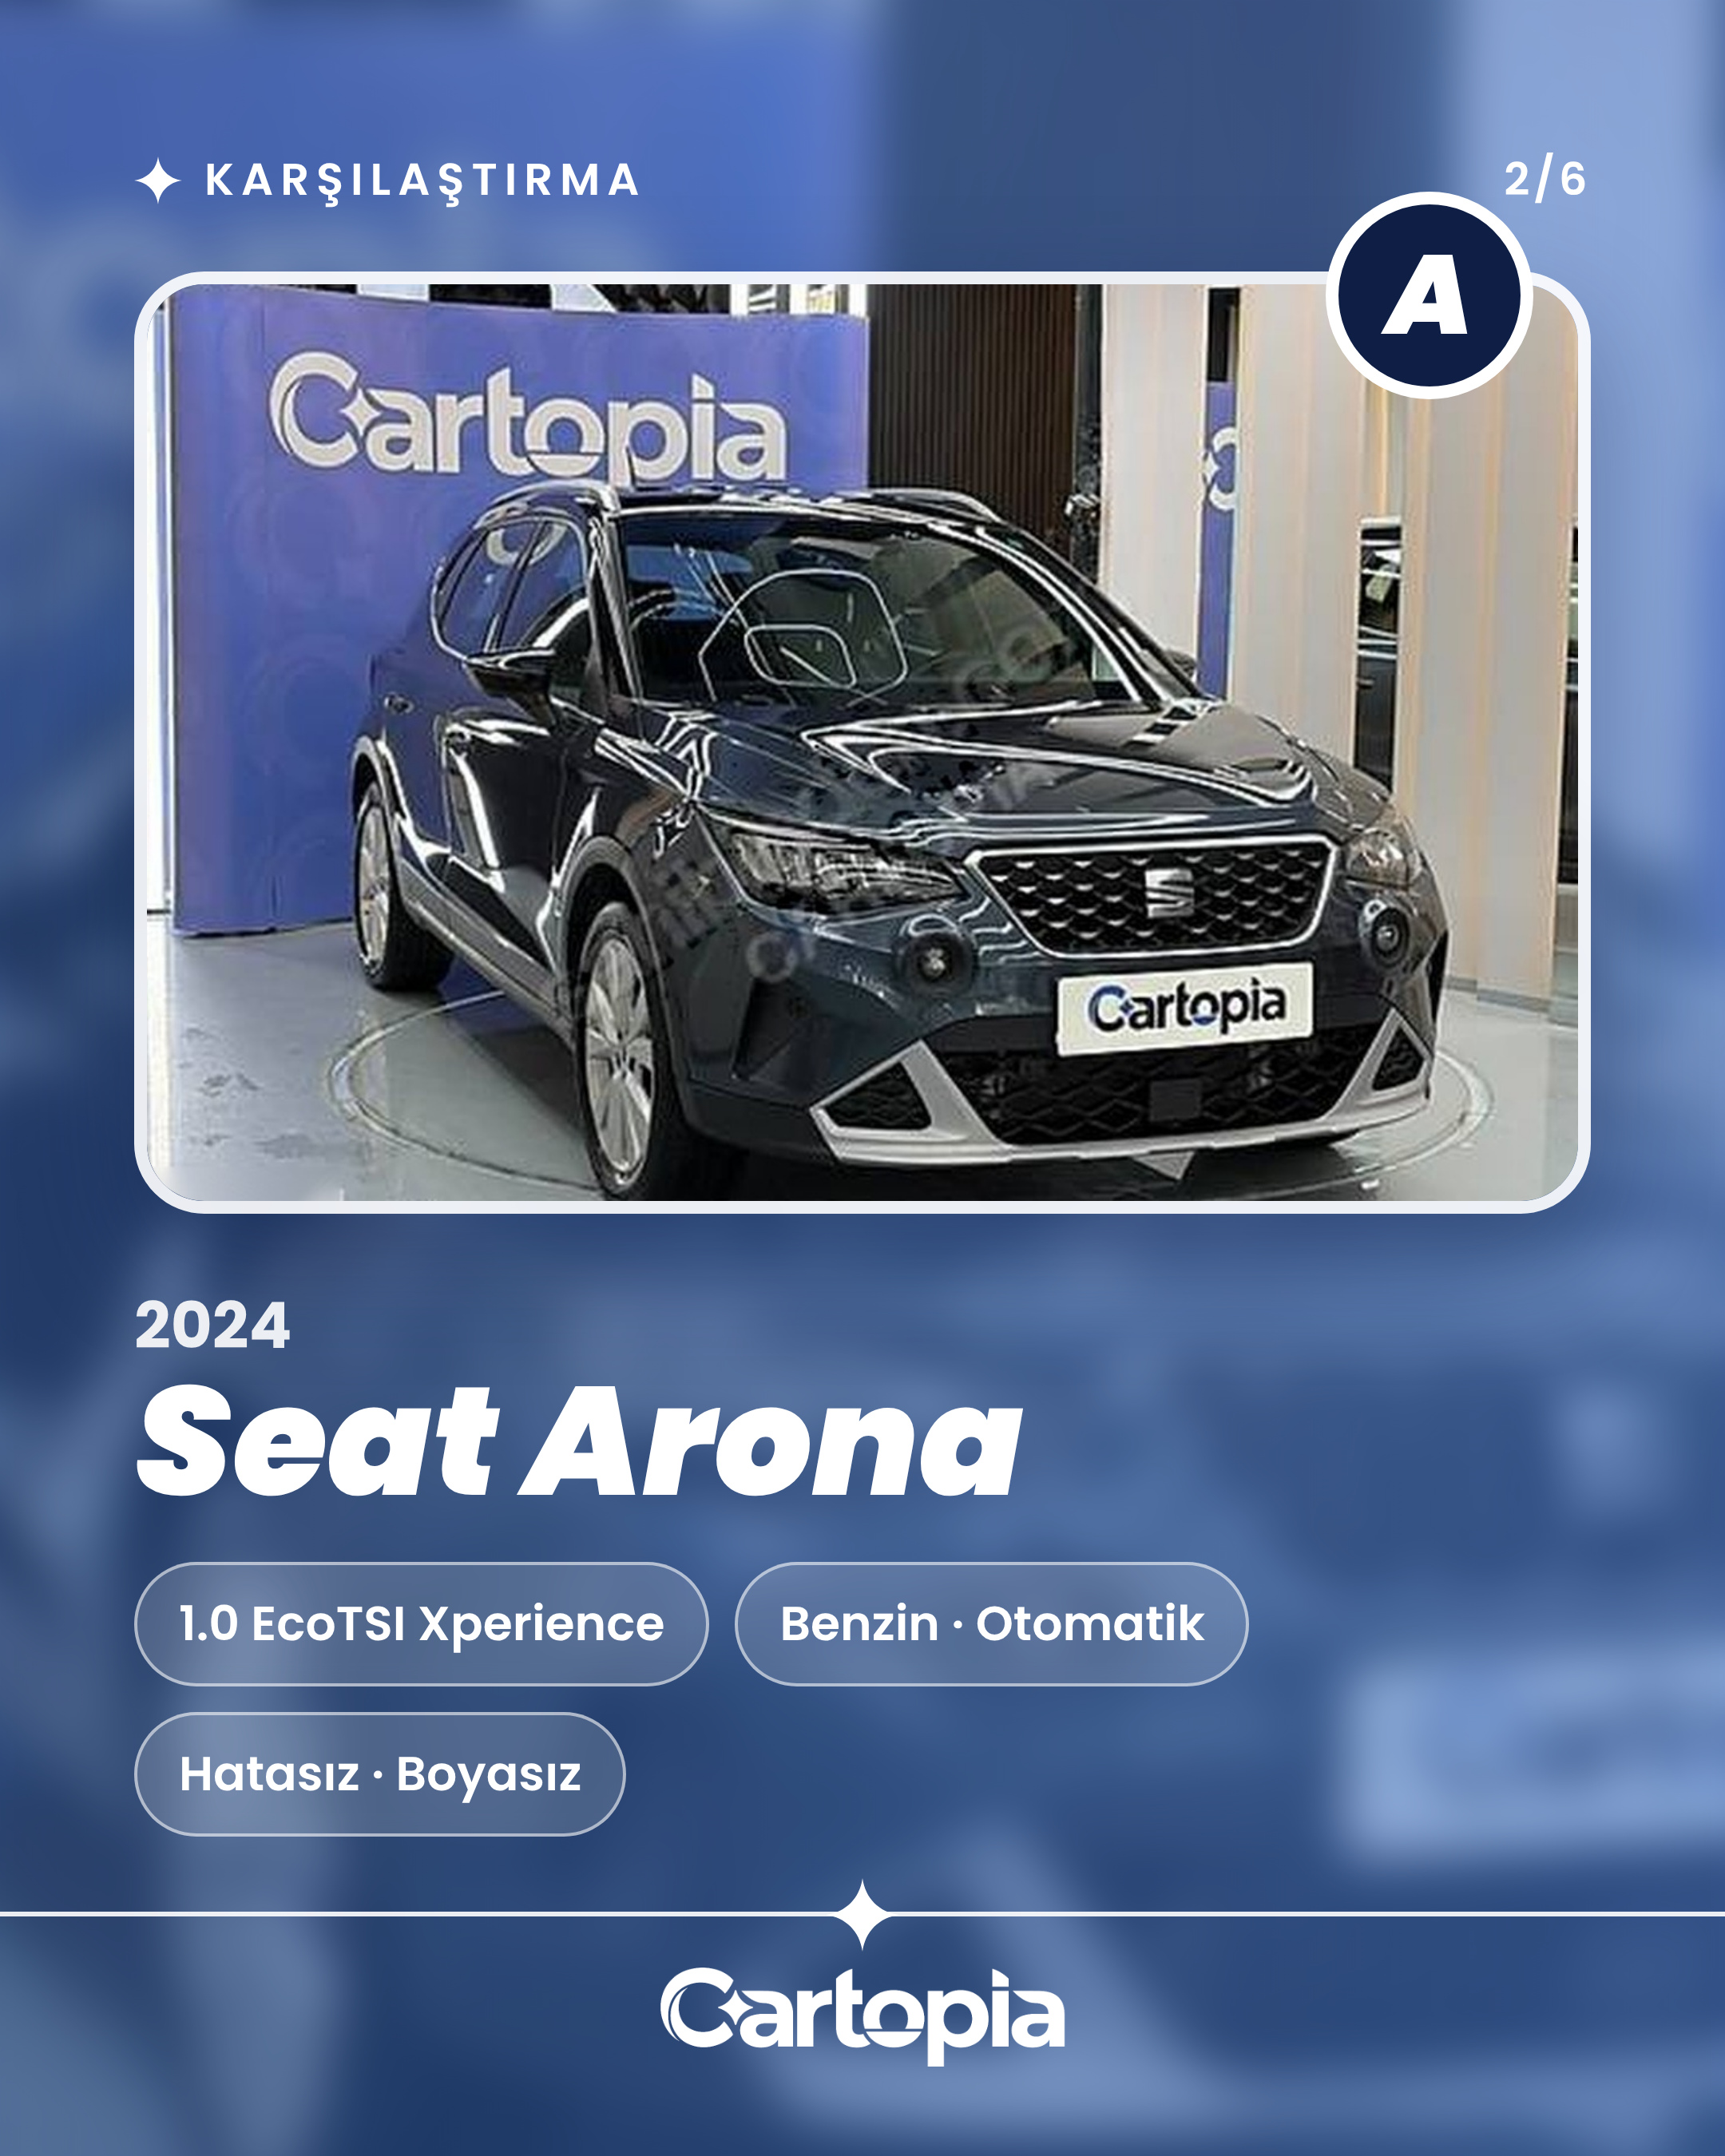 KARŞILAŞTIRMA
2/6
A
Cartopia
Cartopia
2024
Seat Arona
1.0 EcoTSI Xperience
Benzin · Otomatik
Hatasız · Boyasız
Cartopia